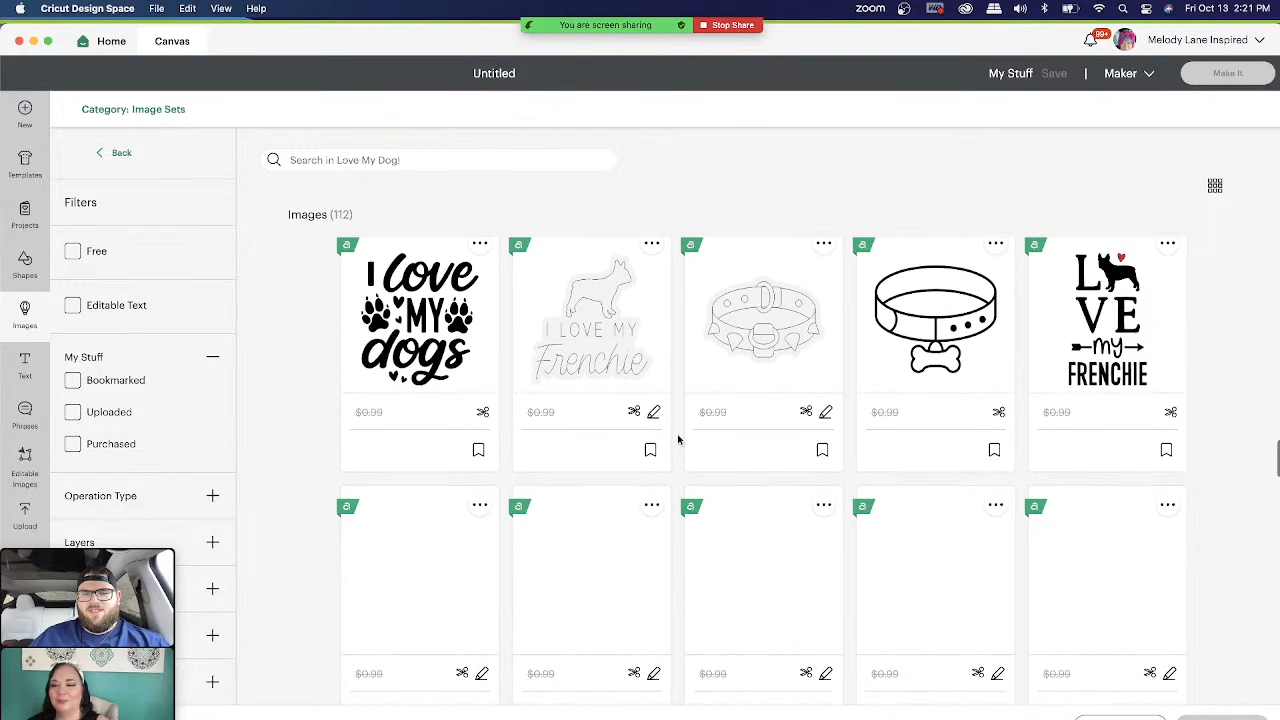 Cricut Design Space File Edit View Help zoom Fri Oct 13 2:21 PM
You are screen sharing Stop Share
Home Canvas 99+ Melody Lane Inspired
Untitled My Stuff Save | Maker Make It
Category: Image Sets
New
Templates
Projects
Shapes
Images
Text
Phrases
Editable
Images
Upload
Back
Filters
Free
Editable Text
My Stuff
Bookmarked
Uploaded
Purchased
Operation Type
Layers
Search in Love My Dog!
Images (112)
a a a a a
I love
MY
dogs
I LOVE MY
Frenchie
LOVE
my
FRENCHIE
$0.99 $0.99 $0.99 $0.99 $0.99
a a a a a
$0.99 $0.99 $0.99 $0.99 $0.99